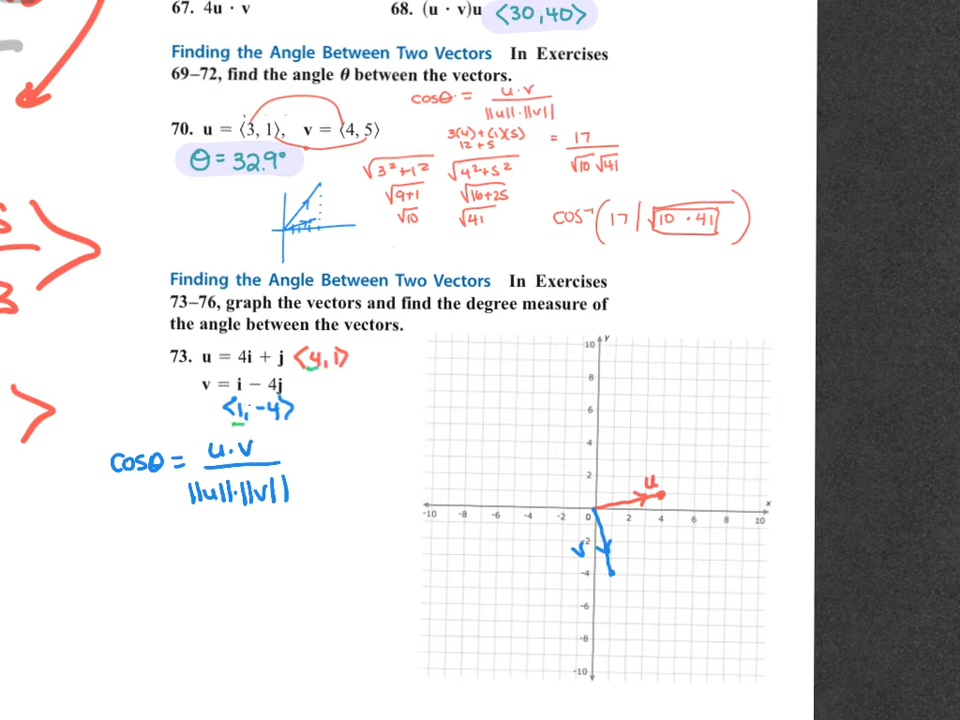 67. 4u · v
68. (u · v)u <30,40>
Finding the Angle Between Two Vectors In Exercises
69–72, find the angle θ between the vectors.
cosθ = u·v / ||u||·||v||
70. u = ⟨3, 1⟩, v = ⟨4, 5⟩
3(4)+(1)(5)
12+5
= 17 / √10 √41
θ = 32.9°
√3²+1² √4²+5²
√9+1 √16+25
√10 √41
cos⁻¹(17/√10·41)
Finding the Angle Between Two Vectors In Exercises
73–76, graph the vectors and find the degree measure of
the angle between the vectors.
73. u = 4i + j <4,1>
v = i − 4j
<1,-4>
cosθ = u·v / ||u||·||v||
y
10
8
6
4
2
u
x
-10 -8 -6 -4 -2 0 2 4 6 8 10
v
-2
-4
-6
-8
-10